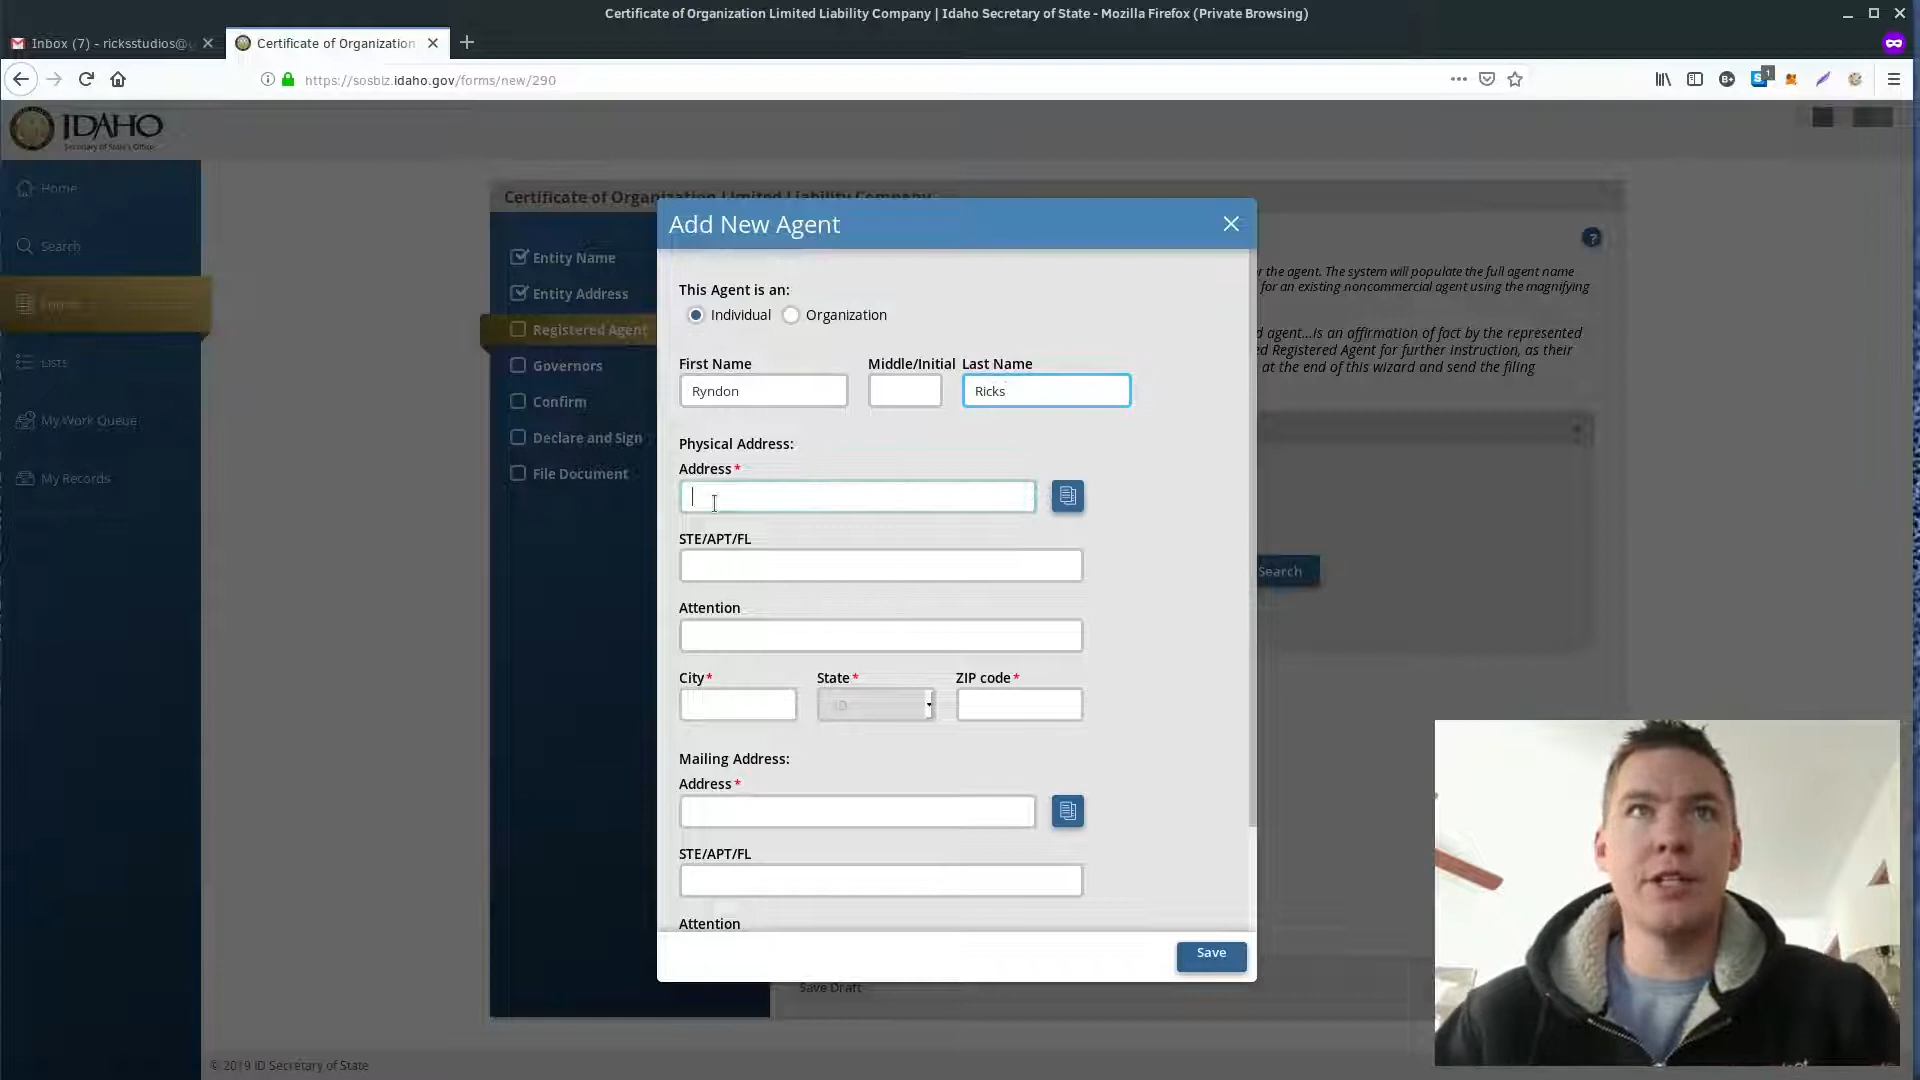 Certificate of Organization Limited Liability Company | Idaho Secretary of State - Mozilla Firefox (Private Browsing)
Inbox (7) - ricksstudios@
Certificate of Organization
https://sosbiz.idaho.gov/forms/new/290
IDAHO
Secretary of State's Office
Home
Search
Forms
Lists
My Work Queue
My Records
Certificate of Organization Limited Liability Company
Entity Name
Entity Address
Registered Agent
Governors
Confirm
Declare and Sign
File Document
Add New Agent
This Agent is an:
Individual
Organization
First Name
Middle/Initial
Last Name
Ryndon
Ricks
Physical Address:
Address *
STE/APT/FL
Attention
City *
State *
ZIP code *
ID
Mailing Address:
Address *
STE/APT/FL
Attention
Save
?
the agent. The system will populate the full agent name
for an existing noncommercial agent using the magnifying
d agent...is an affirmation of fact by the represented
d Registered Agent for further instruction, as their
at the end of this wizard and send the filing
Search
Save Draft
© 2019 ID Secretary of State